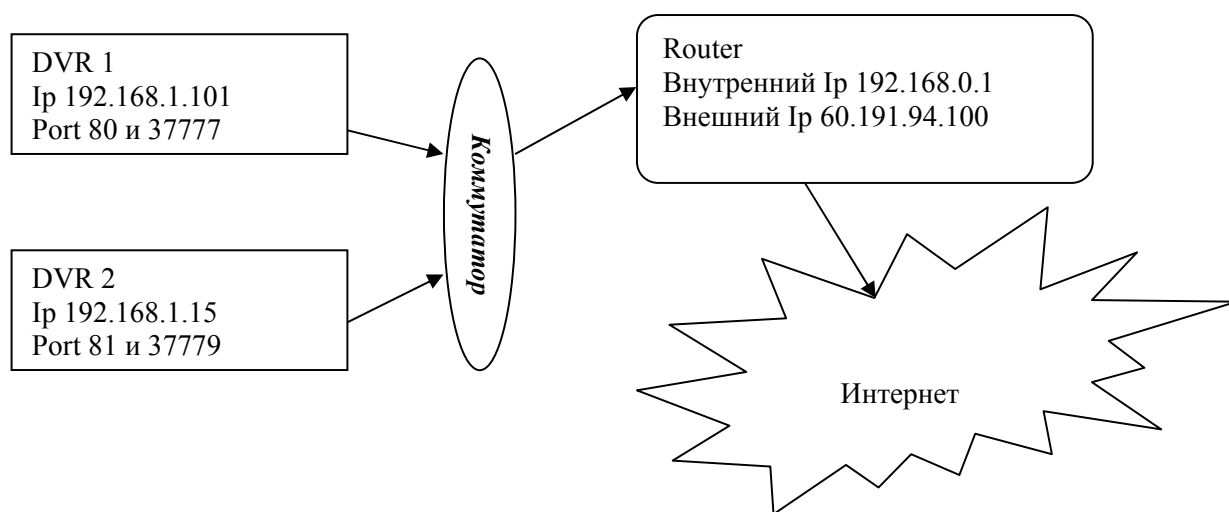 DVR 1
Ip 192.168.1.101
Port 80 и 37777
DVR 2
Ip 192.168.1.15
Port 81 и 37779
Коммутатор
Router
Внутренний Ip 192.168.0.1
Внешний Ip 60.191.94.100
Интернет